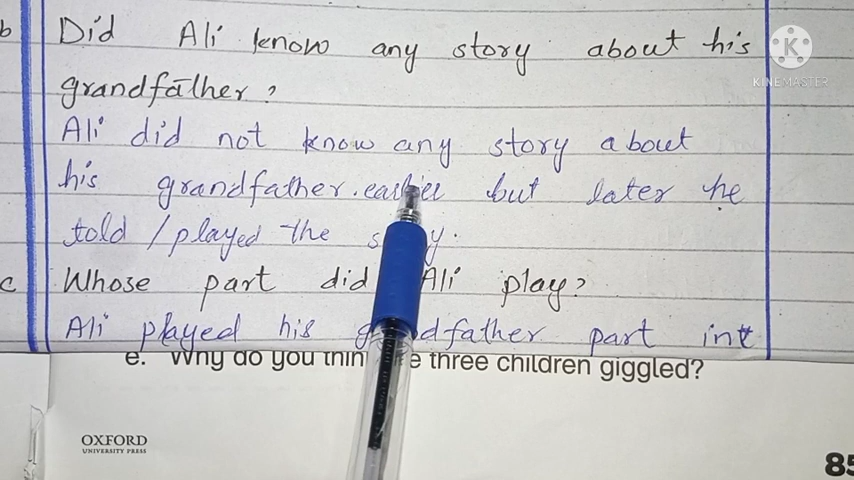 b Did Ali know any story about his
grandfather?
Ali did not know any story about
his grandfather. earlier but later he
told / played the
c Whose part did Ali play?
Ali played his grandfather part in
e. Why do you three children giggled?
OXFORD
UNIVERSITY PRESS
85
K
KINEMASTER